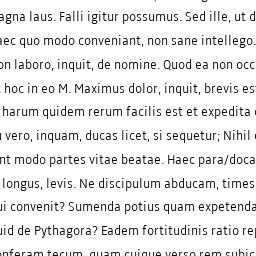 agna laus. Falli igitur possumus. Sed ille, ut d
aec quo modo conveniant, non sane intellego.
on laboro, inquit, de nomine. Quod ea non occ
hoc in eo M. Maximus dolor, inquit, brevis es
harum quidem rerum facilis est et expedita
vero, inquam, ducas licet, si sequetur; Nihil
nt modo partes vitae beatae. Haec para/doca
longus, levis. Ne discipulum abducam, times
ui convenit? Sumenda potius quam expetenda
uid de Pythagora? Eadem fortitudinis ratio rep
onferam tecum, quam cuique verso rem subic